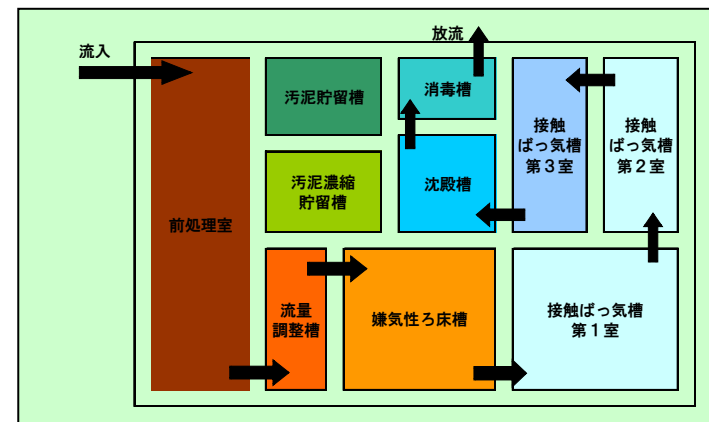 流入
放流
汚泥貯留槽
消毒槽
接触
ばっ気槽
第３室
接触
ばっ気槽
第２室
汚泥濃縮
貯留槽
沈殿槽
前処理室
流量
調整槽
嫌気性ろ床槽
接触ばっ気槽
第１室